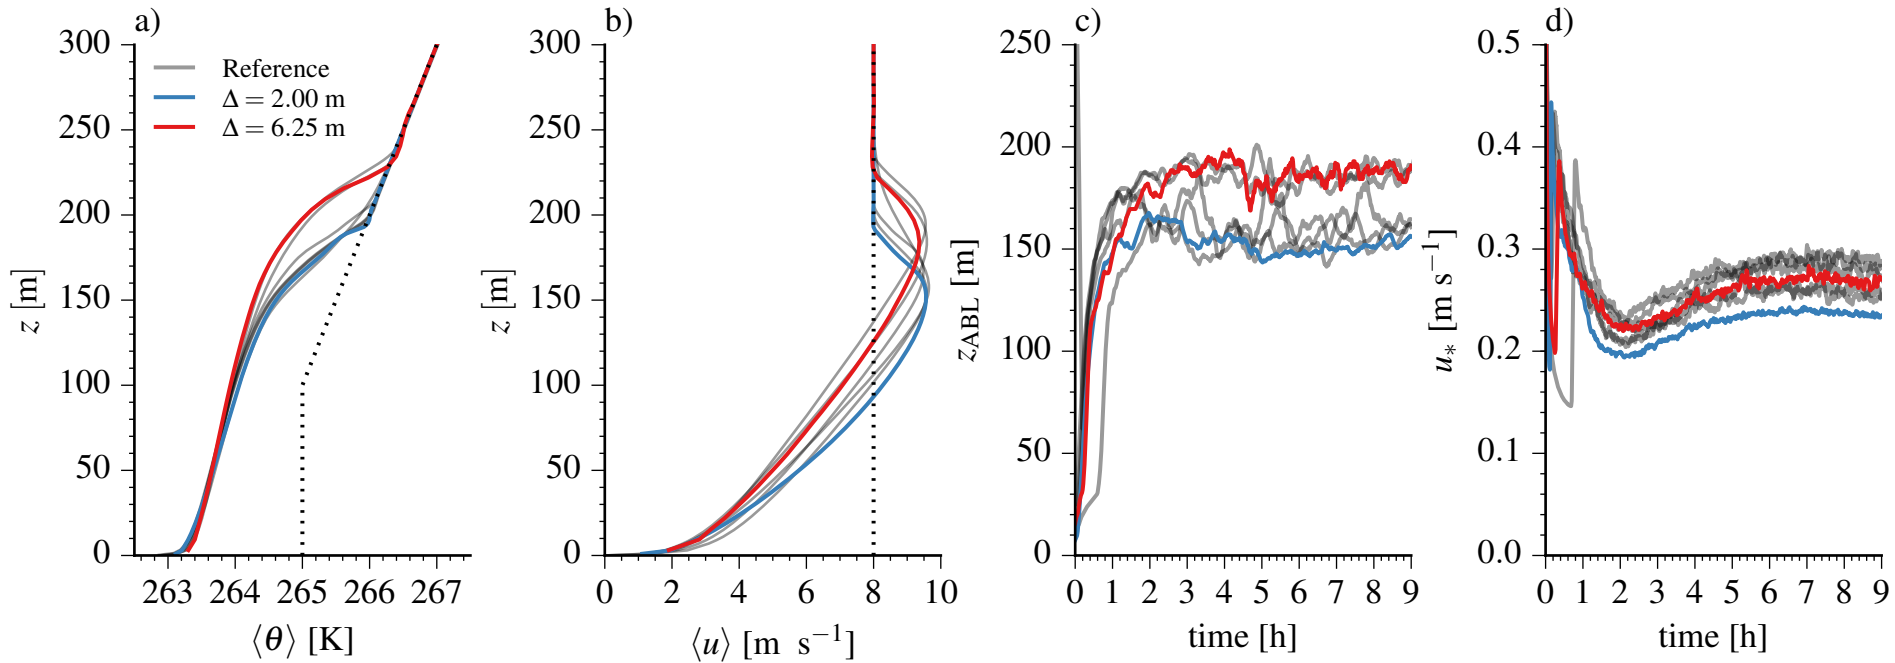 a)
300
250
200
150
100
50
0
z [m]
Reference
Δ = 2.00 m
Δ = 6.25 m
263 264 265 266 267
⟨θ⟩ [K]
b)
300
250
200
150
100
50
0
z [m]
0 2 4 6 8 10
⟨u⟩ [m s⁻¹]
c)
250
200
150
100
50
0
z_ABL [m]
0 1 2 3 4 5 6 7 8 9
time [h]
d)
0.5
0.4
0.3
0.2
0.1
0.0
u_* [m s⁻¹]
0 1 2 3 4 5 6 7 8 9
time [h]